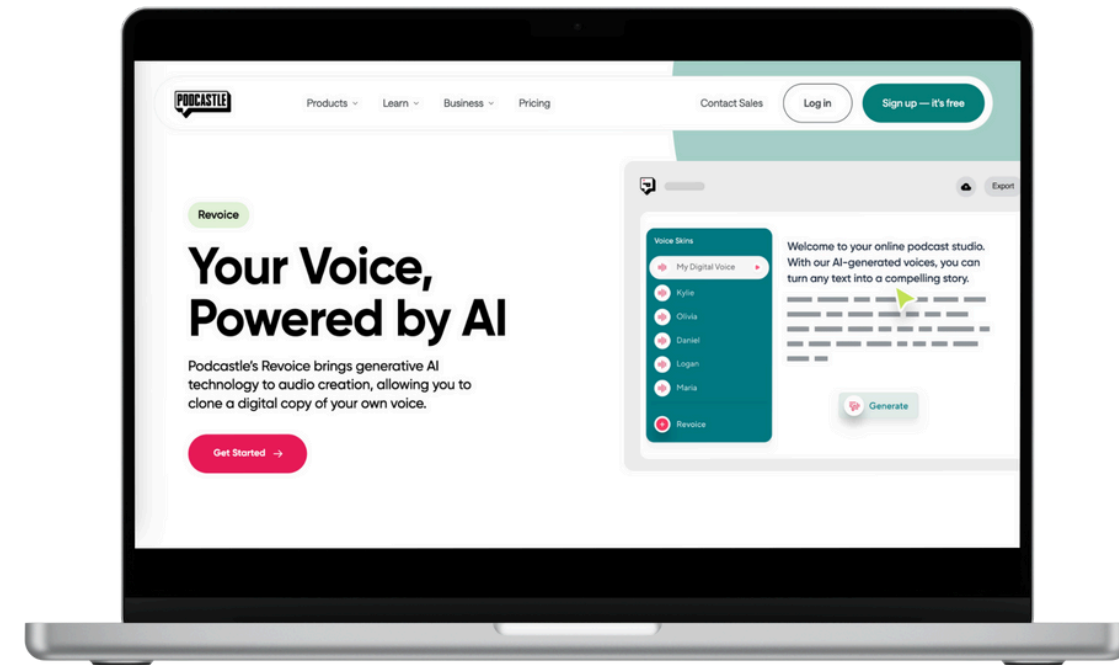 PODCASTLE
Products
Learn
Business
Pricing
Contact Sales
Log in
Sign up — it's free
Revoice
Your Voice,
Powered by AI
Podcastle's Revoice brings generative AI
technology to audio creation, allowing you to
clone a digital copy of your own voice.
Get Started →
Export
Voice Skins
My Digital Voice
Kylie
Olivia
Daniel
Logan
Maria
Revoice
Welcome to your online podcast studio.
With our AI-generated voices, you can
turn any text into a compelling story.
Generate